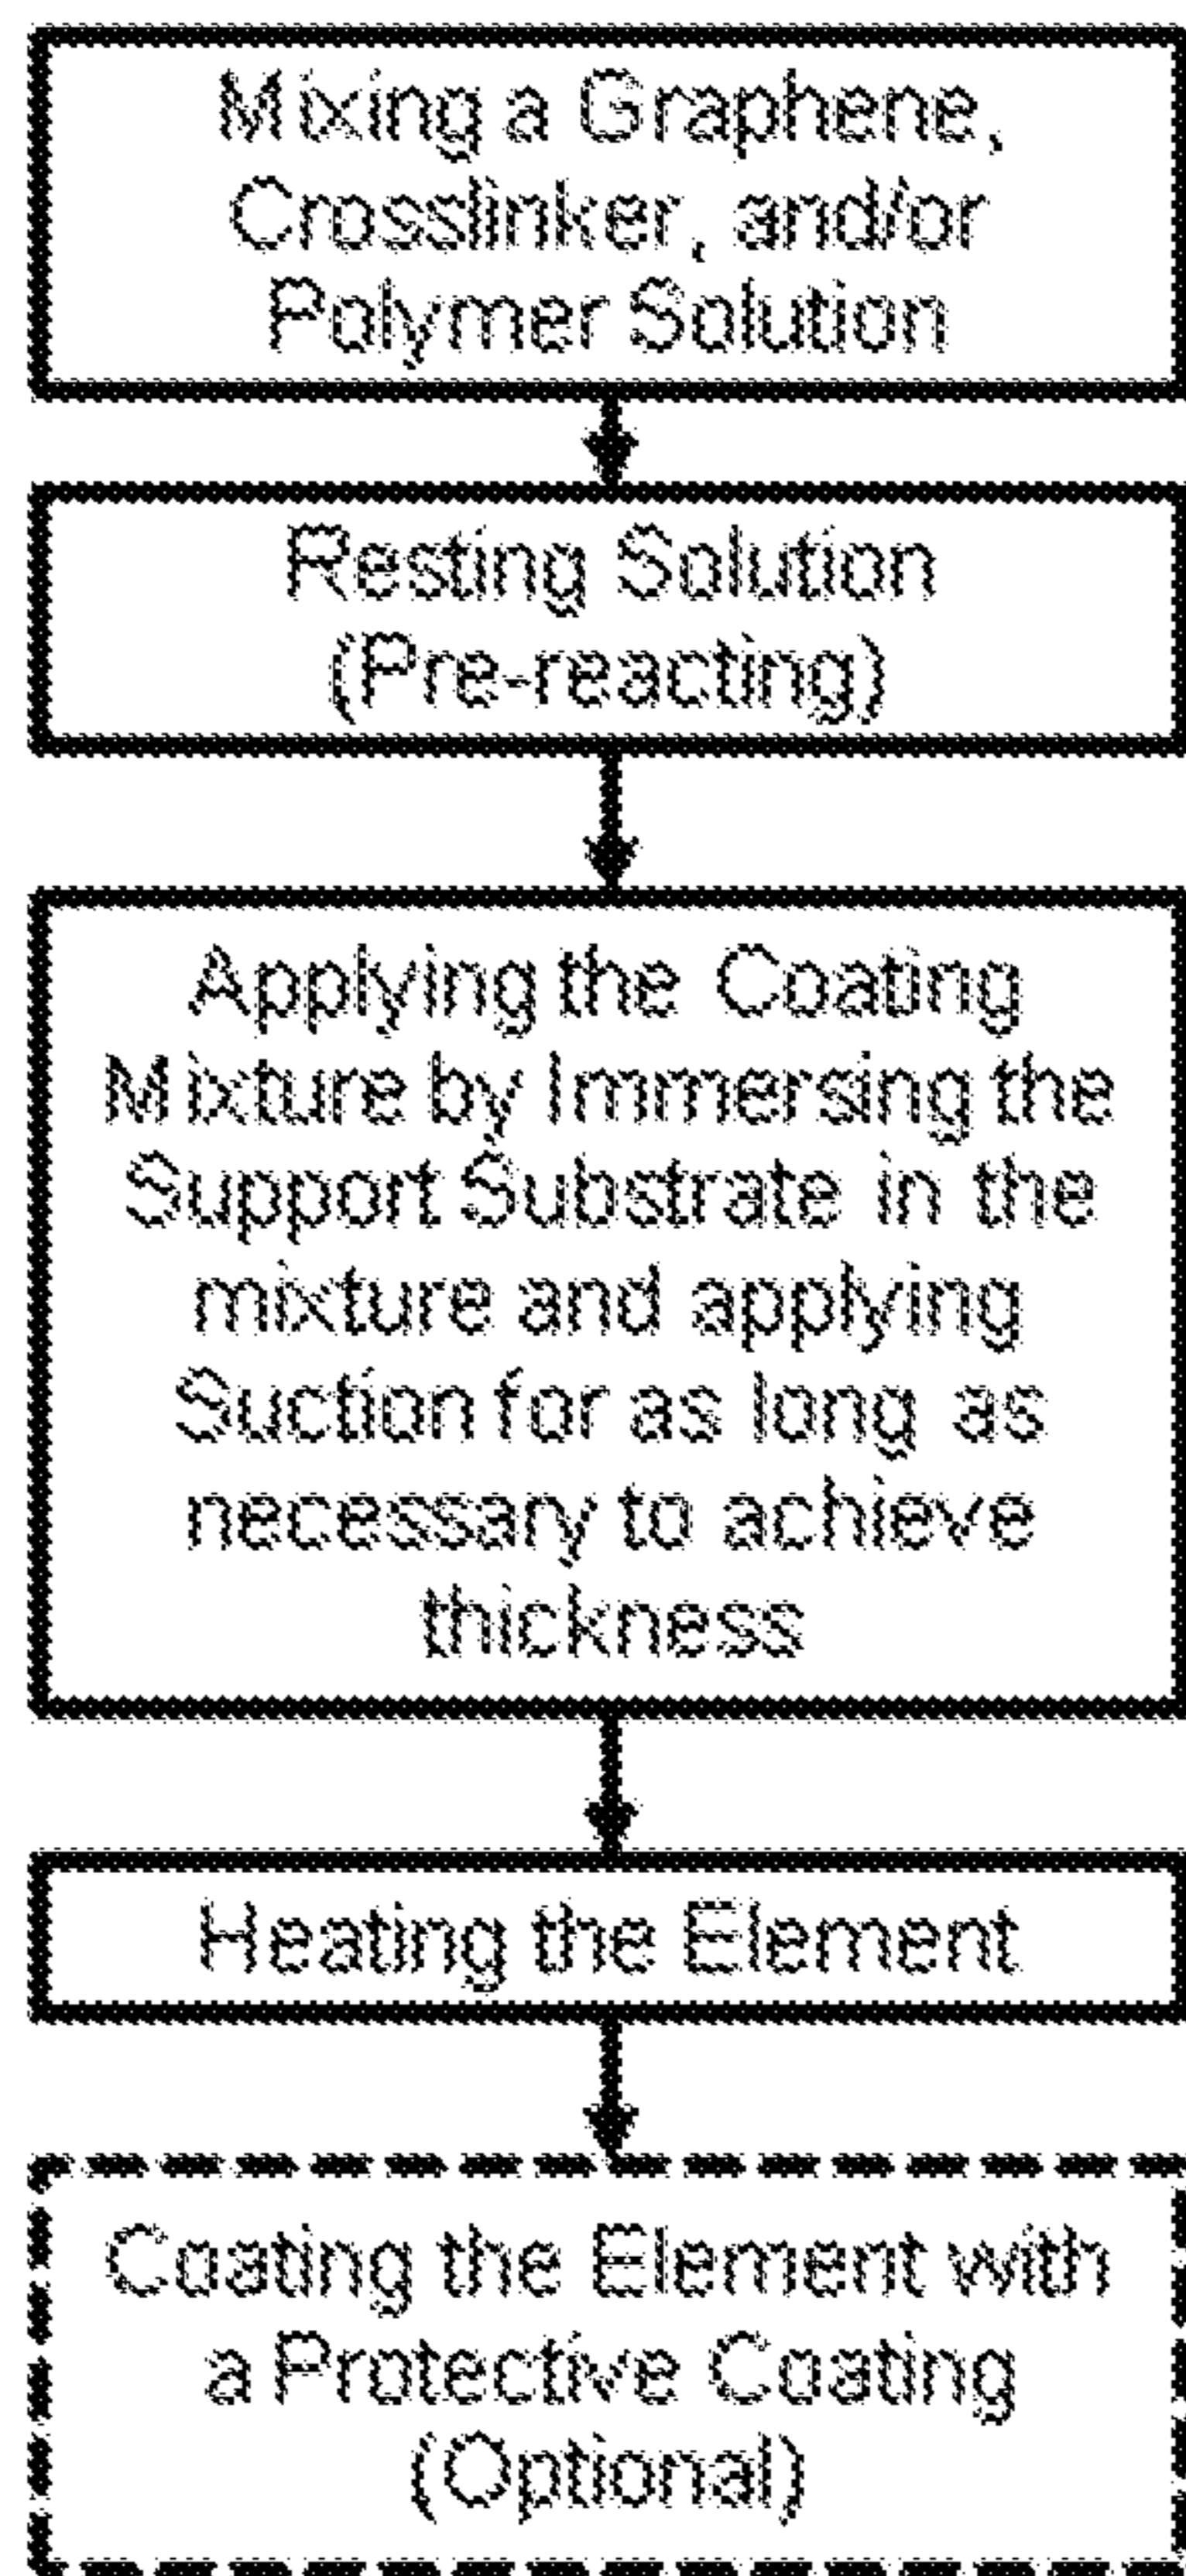 Mixing a Graphene,
Crosslinker, and/or
Polymer Solution
Resting Solution
(Pre-reacting)
Applying the Coating
Mixture by Immersing the
Support Substrate in the
mixture and applying
Suction for as long as
necessary to achieve
thickness
Heating the Element
Coating the Element with
a Protective Coating
(Optional)